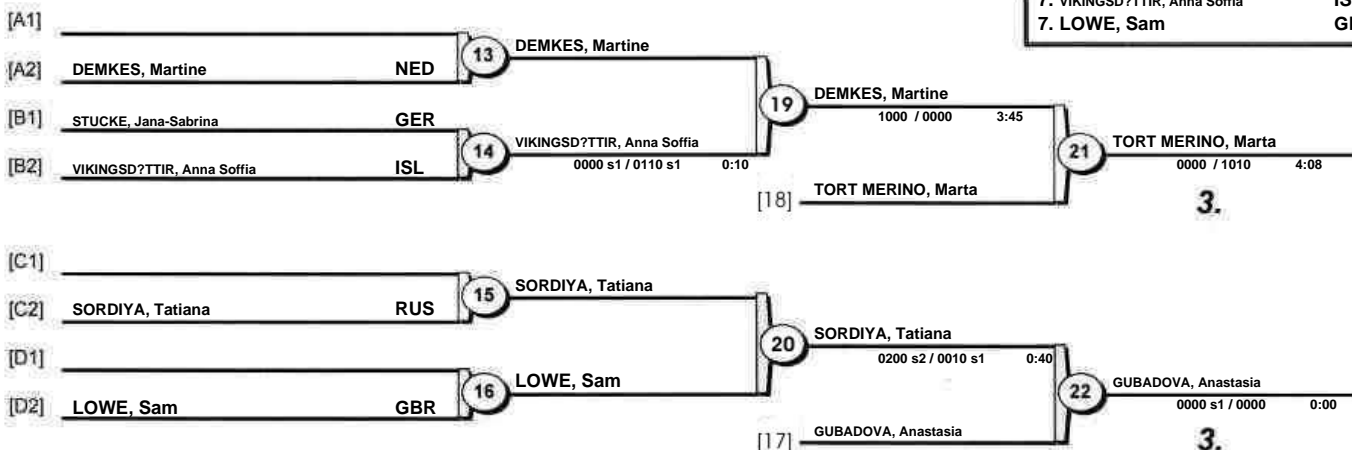 7. VIKINGSD?TTIR, Anna Soffia IS
7. LOWE, Sam G
[A1]
13 DEMKES, Martine
[A2] DEMKES, Martine NED
19 DEMKES, Martine
1000 / 0000 3:45
[B1] STUCKE, Jana-Sabrina GER
14 VIKINGSD?TTIR, Anna Soffia
0000 s1 / 0110 s1 0:10
[B2] VIKINGSD?TTIR, Anna Soffia ISL
21 TORT MERINO, Marta
0000 / 1010 4:08
[18] TORT MERINO, Marta
3.
[C1]
15 SORDIYA, Tatiana
[C2] SORDIYA, Tatiana RUS
20 SORDIYA, Tatiana
0200 s2 / 0010 s1 0:40
[D1]
16 LOWE, Sam
[D2] LOWE, Sam GBR
22 GUBADOVA, Anastasia
0000 s1 / 0000 0:00
[17] GUBADOVA, Anastasia
3.